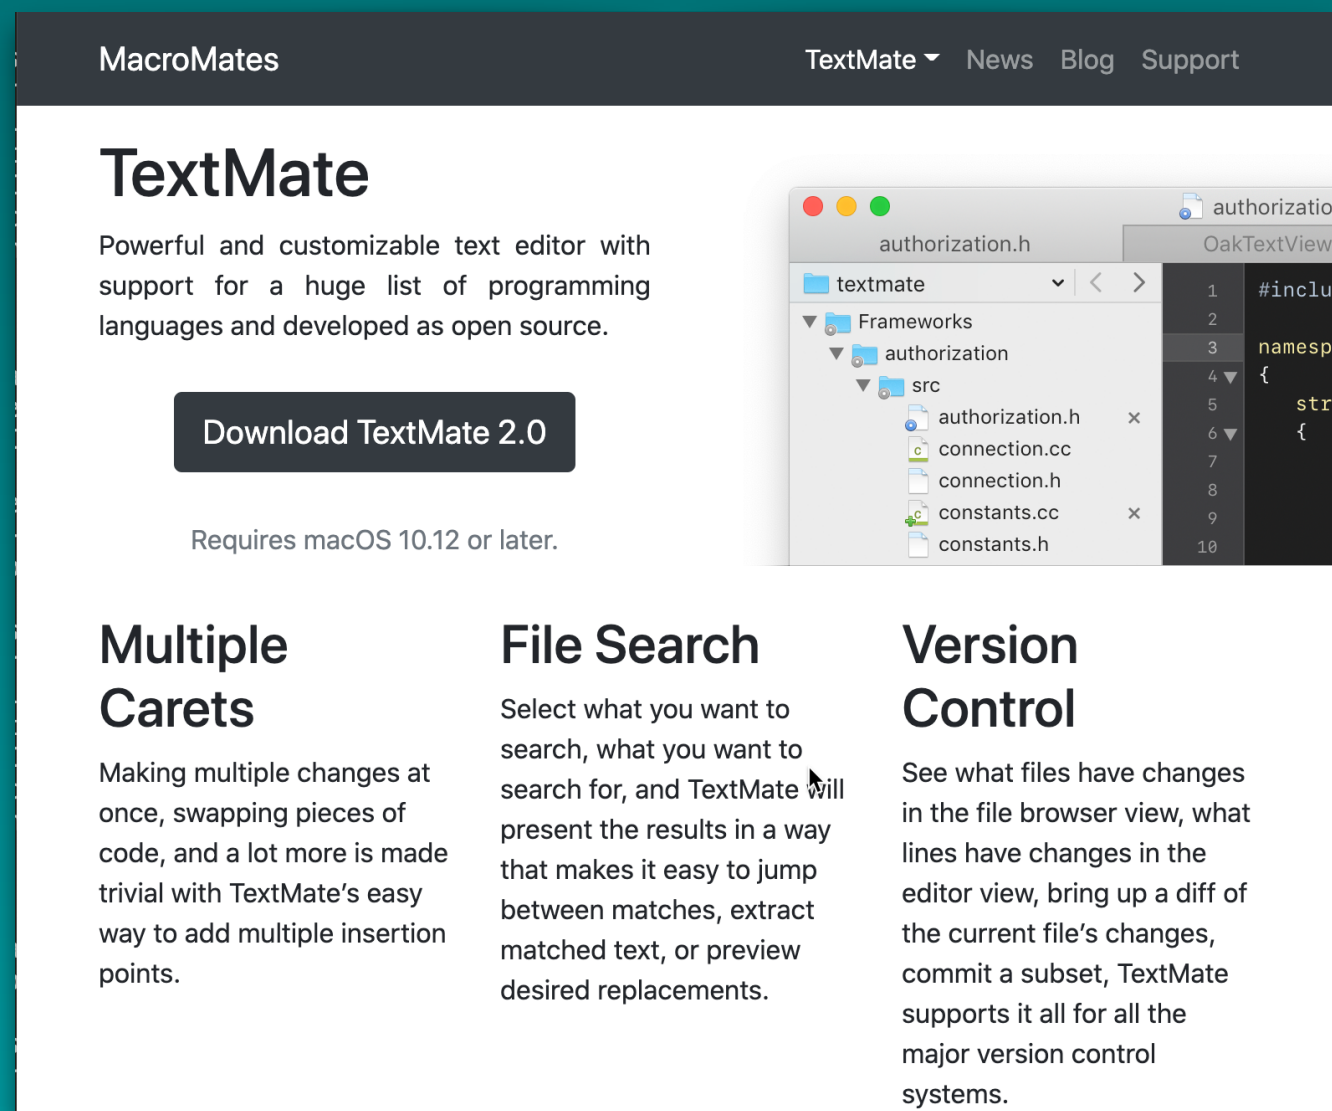 MacroMates
TextMate News Blog Support
TextMate
Powerful and customizable text editor with
support for a huge list of programming
languages and developed as open source.
Download TextMate 2.0
Requires macOS 10.12 or later.
authorizatio
authorization.h
OakTextView
textmate
Frameworks
authorization
src
authorization.h
connection.cc
connection.h
constants.cc
constants.h
1 #inclu
2
3 namesp
4 {
5 str
6 {
7
8
9
10
Multiple
Carets
Making multiple changes at
once, swapping pieces of
code, and a lot more is made
trivial with TextMate’s easy
way to add multiple insertion
points.
File Search
Select what you want to
search, what you want to
search for, and TextMate will
present the results in a way
that makes it easy to jump
between matches, extract
matched text, or preview
desired replacements.
Version
Control
See what files have changes
in the file browser view, what
lines have changes in the
editor view, bring up a diff of
the current file’s changes,
commit a subset, TextMate
supports it all for all the
major version control
systems.